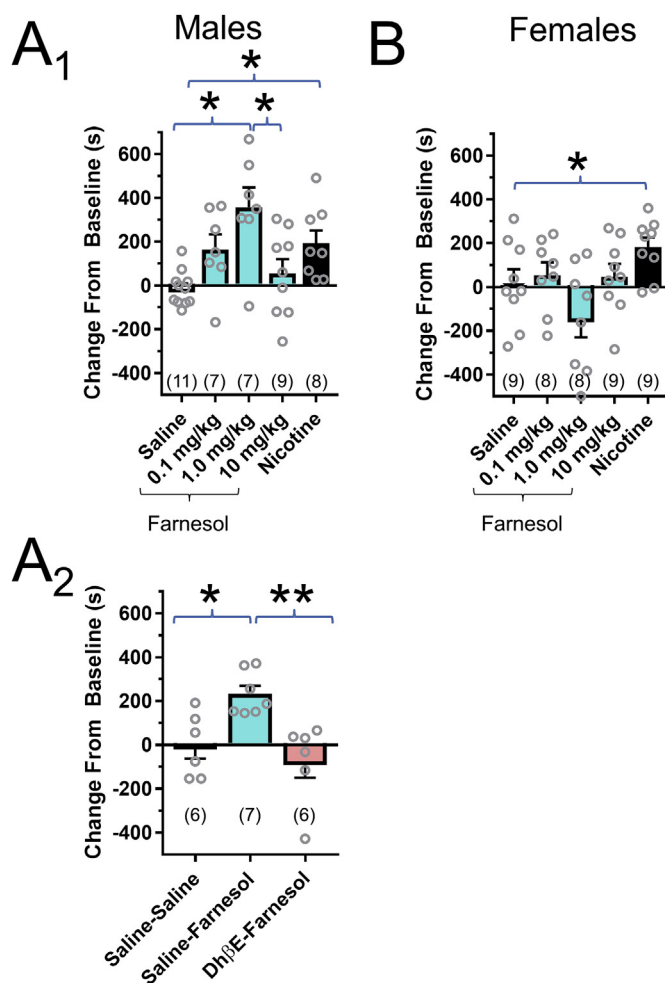 A1
Males
B
Females
*
*
*
*
Change From Baseline (s)
600
400
200
0
-200
-400
(11)
(7)
(7)
(9)
(8)
Saline
0.1 mg/kg
1.0 mg/kg
10 mg/kg
Nicotine
Farnesol
Change From Baseline (s)
600
400
200
0
-200
-400
(9)
(8)
(8)
(9)
(9)
Saline
0.1 mg/kg
1.0 mg/kg
10 mg/kg
Nicotine
Farnesol
A2
*
**
Change From Baseline (s)
600
400
200
0
-200
-400
(6)
(7)
(6)
Saline-Saline
Saline-Farnesol
DhβE-Farnesol